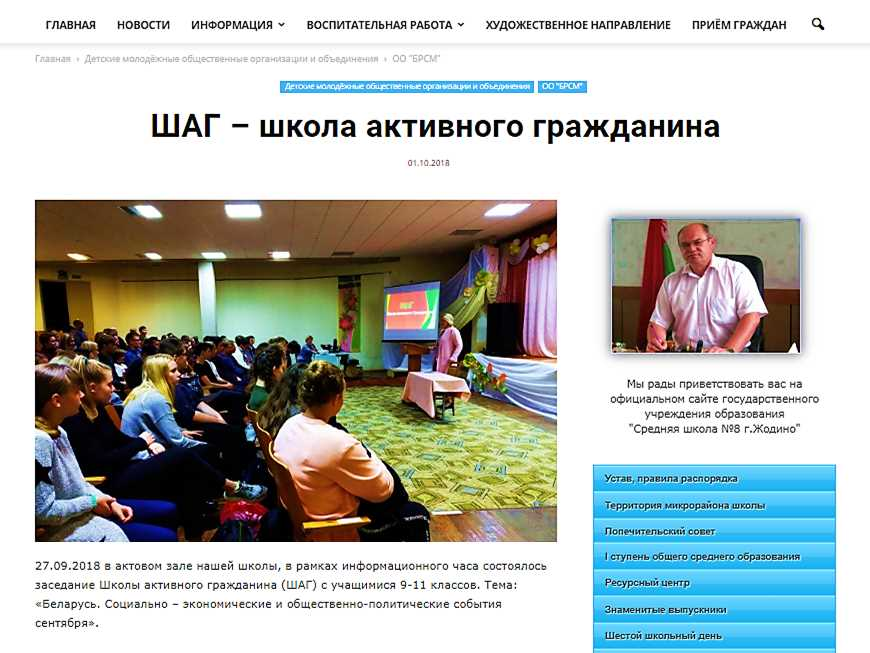 ГЛАВНАЯ НОВОСТИ ИНФОРМАЦИЯ ВОСПИТАТЕЛЬНАЯ РАБОТА ХУДОЖЕСТВЕННОЕ НАПРАВЛЕНИЕ ПРИЁМ ГРАЖДАН
Главная › Детские молодёжные общественные организации и объединения › ОО "БРСМ"
Детские молодёжные общественные организации и объединения ОО "БРСМ"
ШАГ – школа активного гражданина
01.10.2018
ШАГ
27.09.2018 в актовом зале нашей школы, в рамках информационного часа состоялось
заседание Школы активного гражданина (ШАГ) с учащимися 9-11 классов. Тема:
«Беларусь. Социально – экономические и общественно-политические события
сентября».
Мы рады приветствовать вас на
официальном сайте государственного
учреждения образования
"Средняя школа №8 г.Жодино"
Устав, правила распорядка
Территория микрорайона школы
Попечительский совет
I ступень общего среднего образования
Ресурсный центр
Знаменитые выпускники
Шестой школьный день